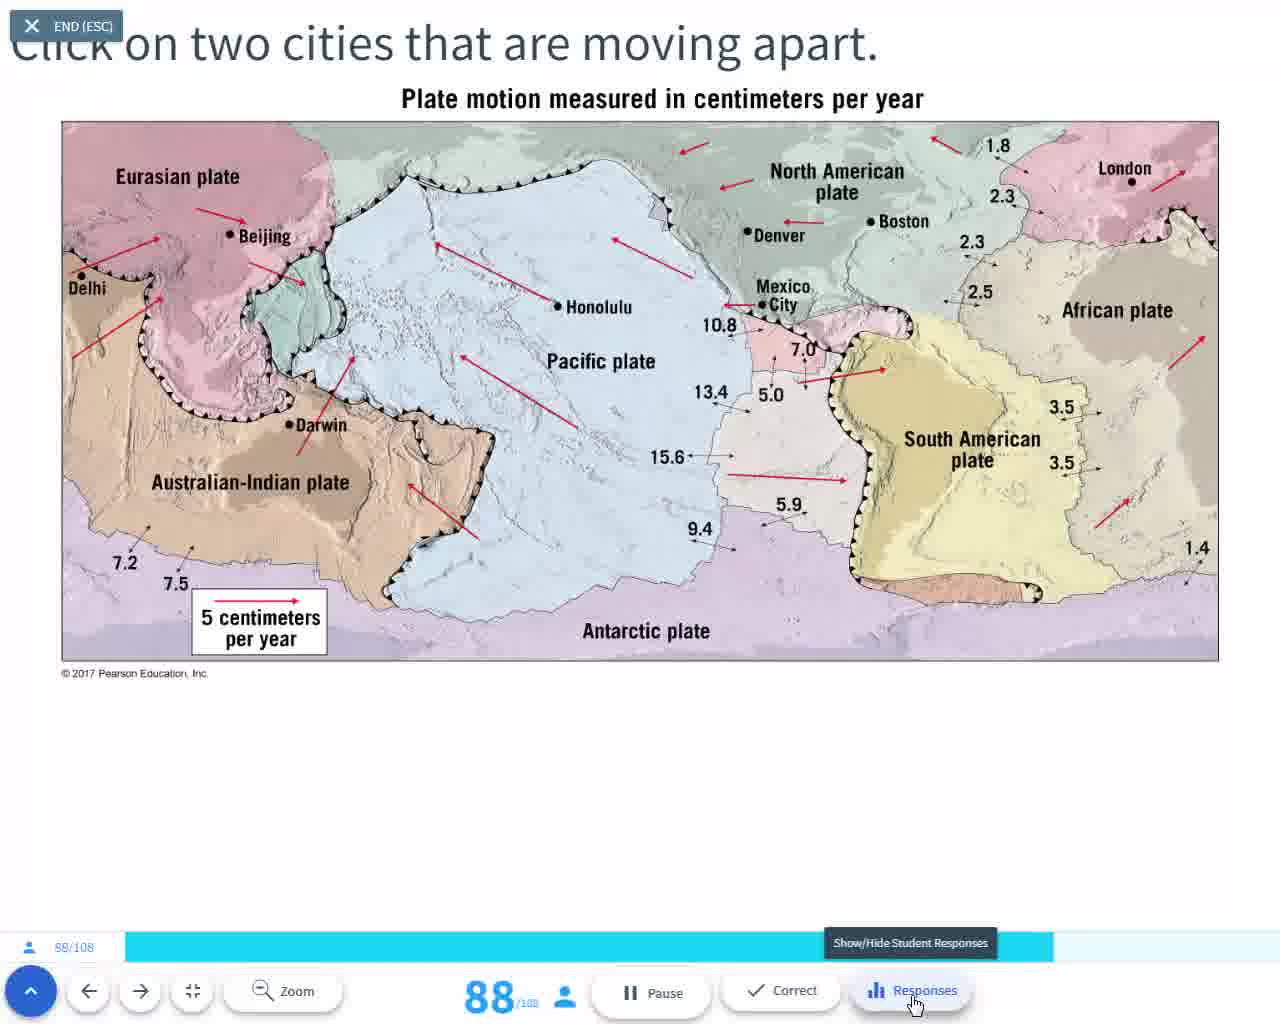 END (ESC)
Click on two cities that are moving apart.
Plate motion measured in centimeters per year
Eurasian plate
Beijing
Delhi
North American
plate
Denver
Boston
Mexico
City
London
1.8
2.3
2.3
2.5
African plate
Honolulu
Pacific plate
10.8
7.0
13.4
5.0
15.6
5.9
9.4
3.5
3.5
South American
plate
Darwin
Australian-Indian plate
7.2
7.5
1.4
5 centimeters
per year
Antarctic plate
© 2017 Pearson Education, Inc.
88/108
Show/Hide Student Responses
Zoom
88/108
Pause
Correct
Responses